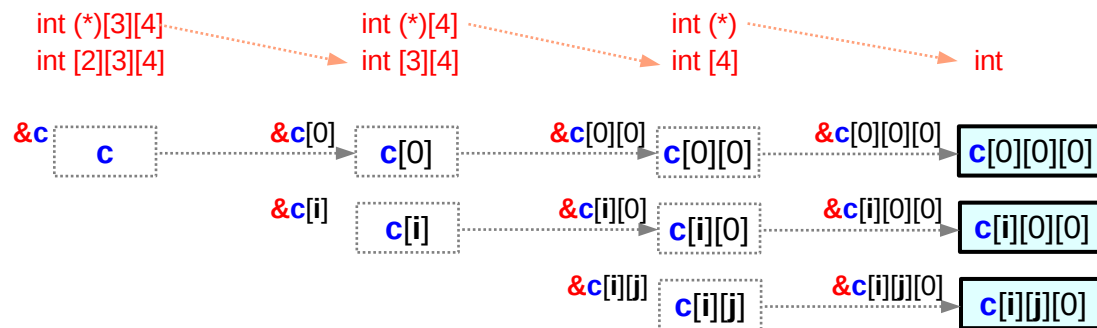 int (*)[3][4] int (*)[4] int (*)
int [2][3][4] int [3][4] int [4] int
&c c &c[0] c[0] &c[0][0] c[0][0] &c[0][0][0] c[0][0][0]
&c[i] c[i] &c[i][0] c[i][0] &c[i][0][0] c[i][0][0]
&c[i][j] c[i][j] &c[i][j][0] c[i][j][0]